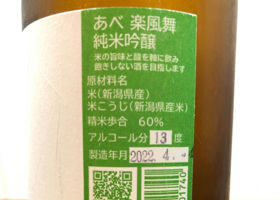 あべ 楽風舞
純米吟醸
米の旨味と酸を軸に飲み
飽きしない酒を目指します
原材料名
米(新潟県産)
米こうじ(新潟県産米)
精米歩合 60%
アルコール分 13 度
製造年月 2022.4.
01740